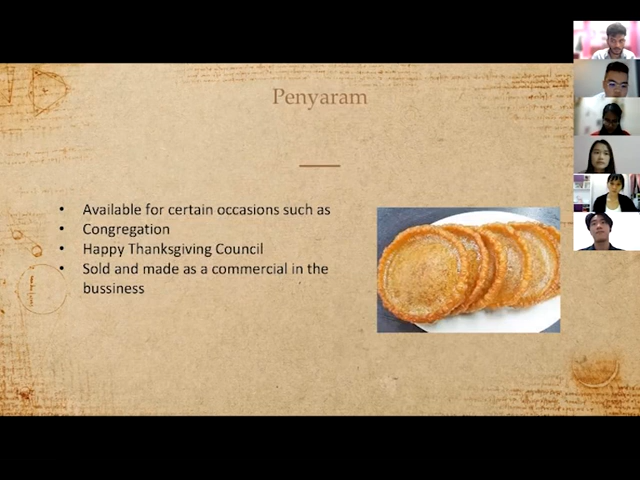 Penyaram
• Available for certain occasions such as
• Congregation
• Happy Thanksgiving Council
• Sold and made as a commercial in the
bussiness